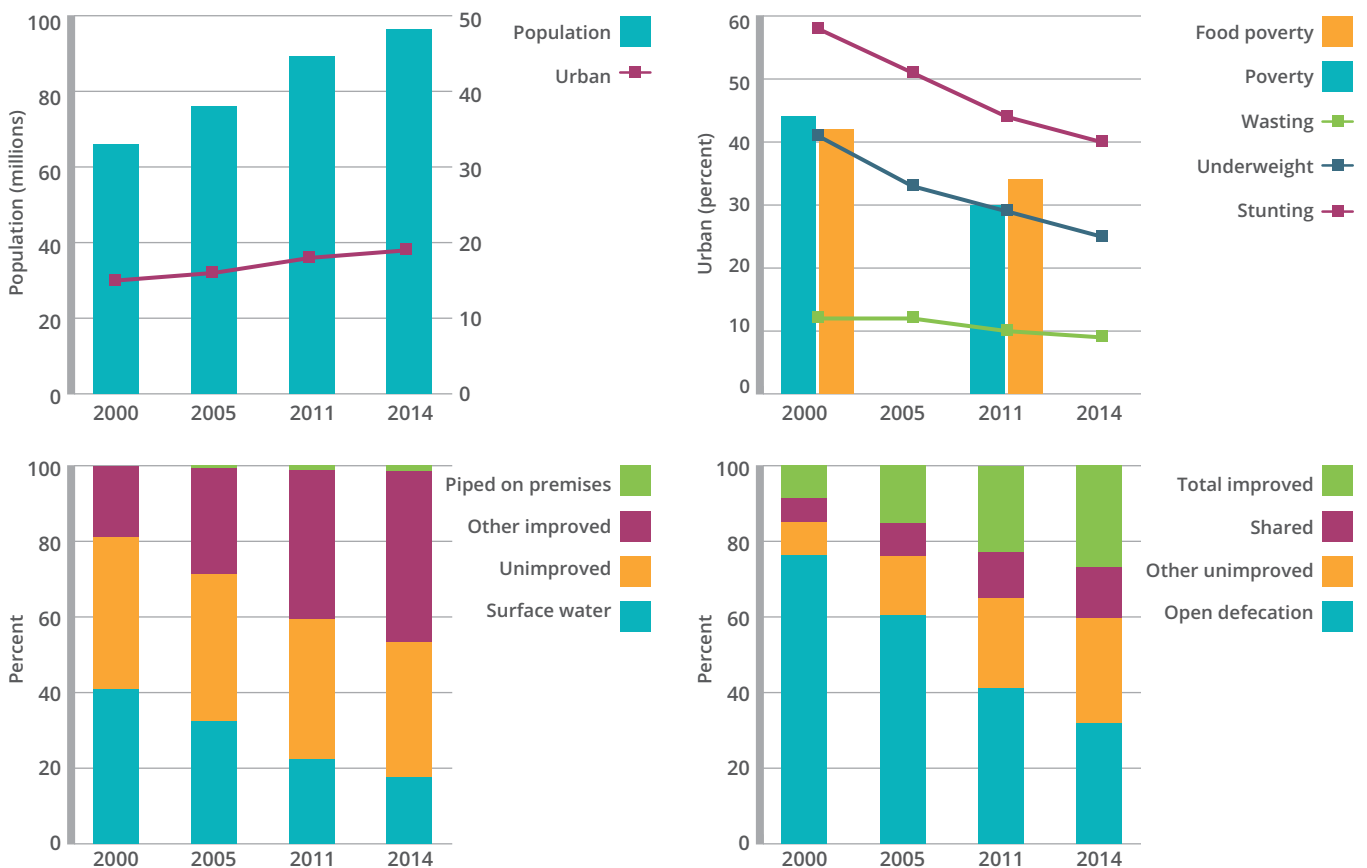 100
80
60
40
20
0
Population (millions)
50
40
30
20
10
0
2000 2005 2011 2014
Population
Urban
60
50
40
30
20
10
0
Urban (percent)
2000 2005 2011 2014
Food poverty
Poverty
Wasting
Underweight
Stunting
100
80
60
40
20
0
Percent
2000 2005 2011 2014
Piped on premises
Other improved
Unimproved
Surface water
100
80
60
40
20
0
Percent
2000 2005 2011 2014
Total improved
Shared
Other unimproved
Open defecation